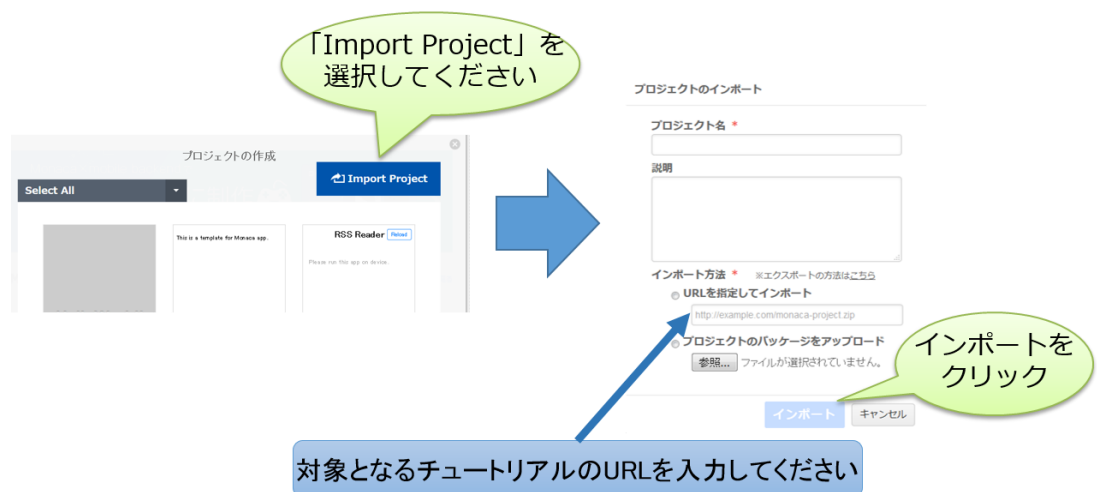 「Import Project」を
選択してください
プロジェクトの作成
Import Project
Select All
This is a template for Monaca app.
RSS Reader
Reload
Please run this app on device.
プロジェクトのインポート
プロジェクト名 *
説明
インポート方法 * ※エクスポートの方法はこちら
URLを指定してインポート
http://example.com/monaca-project.zip
プロジェクトのパッケージをアップロード
参照... ファイルが選択されていません。
インポートを
クリック
インポート キャンセル
対象となるチュートリアルのURLを入力してください